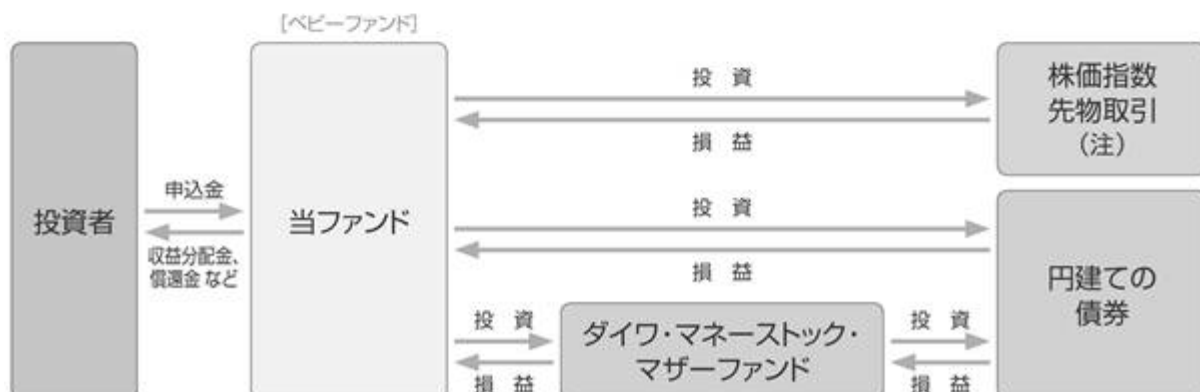 [ベビーファンド]
投資者
申込金
収益分配金、
償還金 など
当ファンド
投 資
損 益
株価指数
先物取引
（注）
投 資
損 益
円建ての
債券
投 資
損 益
ダイワ・マネーストック・
マザーファンド
投 資
損 益